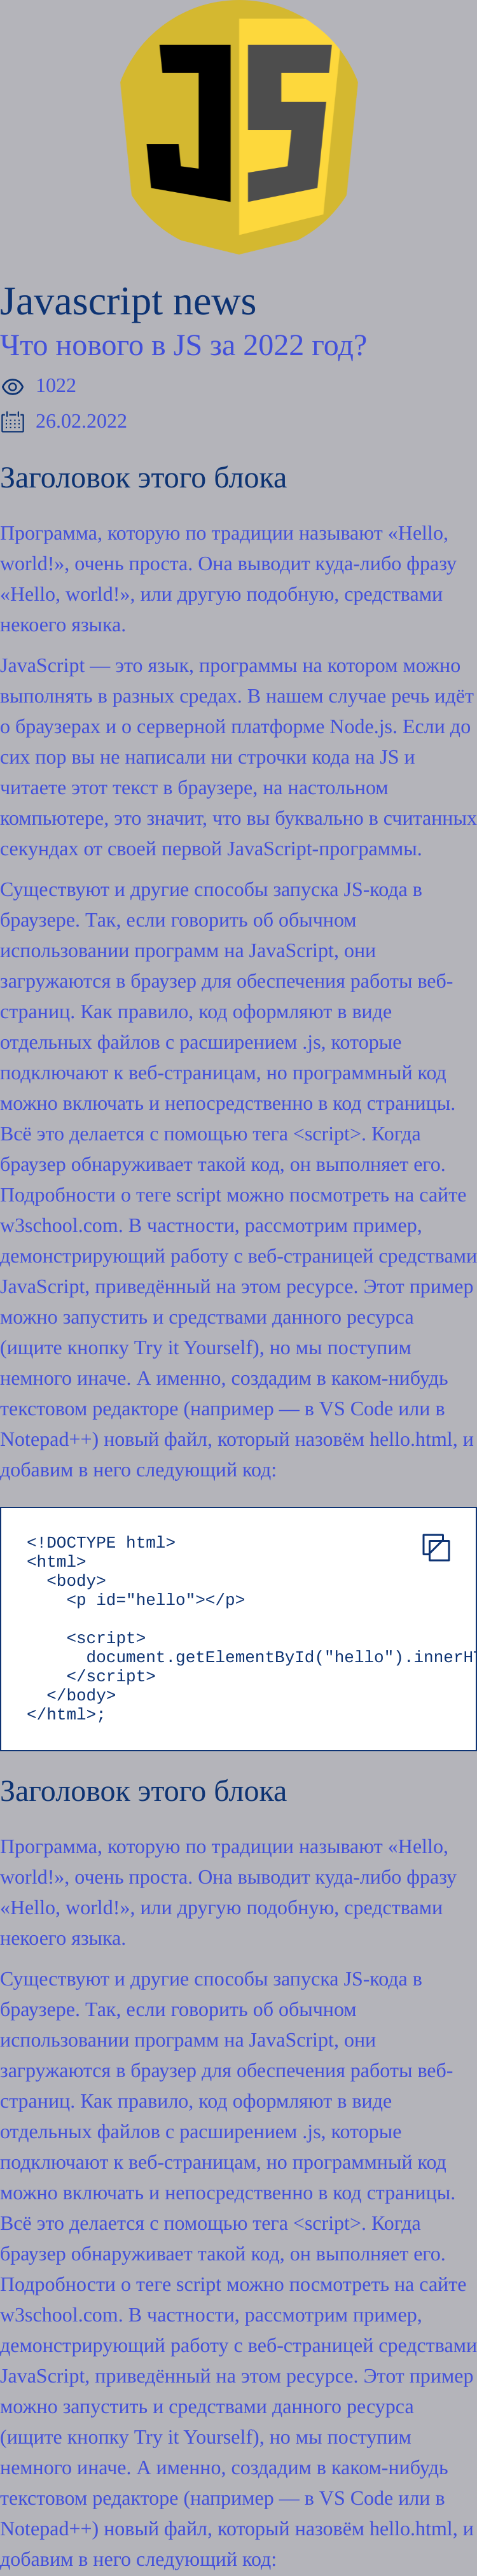 JS
Javascript news
Что нового в JS за 2022 год?
1022
26.02.2022
Заголовок этого блока
Программа, которую по традиции называют «Hello,
world!», очень проста. Она выводит куда-либо фразу
«Hello, world!», или другую подобную, средствами
некоего языка.
JavaScript — это язык, программы на котором можно
выполнять в разных средах. В нашем случае речь идёт
о браузерах и о серверной платформе Node.js. Если до
сих пор вы не написали ни строчки кода на JS и
читаете этот текст в браузере, на настольном
компьютере, это значит, что вы буквально в считанных
секундах от своей первой JavaScript-программы.
Существуют и другие способы запуска JS-кода в
браузере. Так, если говорить об обычном
использовании программ на JavaScript, они
загружаются в браузер для обеспечения работы веб-
страниц. Как правило, код оформляют в виде
отдельных файлов с расширением .js, которые
подключают к веб-страницам, но программный код
можно включать и непосредственно в код страницы.
Всё это делается с помощью тега <script>. Когда
браузер обнаруживает такой код, он выполняет его.
Подробности о теге script можно посмотреть на сайте
w3school.com. В частности, рассмотрим пример,
демонстрирующий работу с веб-страницей средствами
JavaScript, приведённый на этом ресурсе. Этот пример
можно запустить и средствами данного ресурса
(ищите кнопку Try it Yourself), но мы поступим
немного иначе. А именно, создадим в каком-нибудь
текстовом редакторе (например — в VS Code или в
Notepad++) новый файл, который назовём hello.html, и
добавим в него следующий код:
<!DOCTYPE html>
<html>
  <body>
    <p id="hello"></p>
    <script>
      document.getElementById("hello").innerH
    </script>
  </body>
</html>;
Заголовок этого блока
Программа, которую по традиции называют «Hello,
world!», очень проста. Она выводит куда-либо фразу
«Hello, world!», или другую подобную, средствами
некоего языка.
Существуют и другие способы запуска JS-кода в
браузере. Так, если говорить об обычном
использовании программ на JavaScript, они
загружаются в браузер для обеспечения работы веб-
страниц. Как правило, код оформляют в виде
отдельных файлов с расширением .js, которые
подключают к веб-страницам, но программный код
можно включать и непосредственно в код страницы.
Всё это делается с помощью тега <script>. Когда
браузер обнаруживает такой код, он выполняет его.
Подробности о теге script можно посмотреть на сайте
w3school.com. В частности, рассмотрим пример,
демонстрирующий работу с веб-страницей средствами
JavaScript, приведённый на этом ресурсе. Этот пример
можно запустить и средствами данного ресурса
(ищите кнопку Try it Yourself), но мы поступим
немного иначе. А именно, создадим в каком-нибудь
текстовом редакторе (например — в VS Code или в
Notepad++) новый файл, который назовём hello.html, и
добавим в него следующий код: